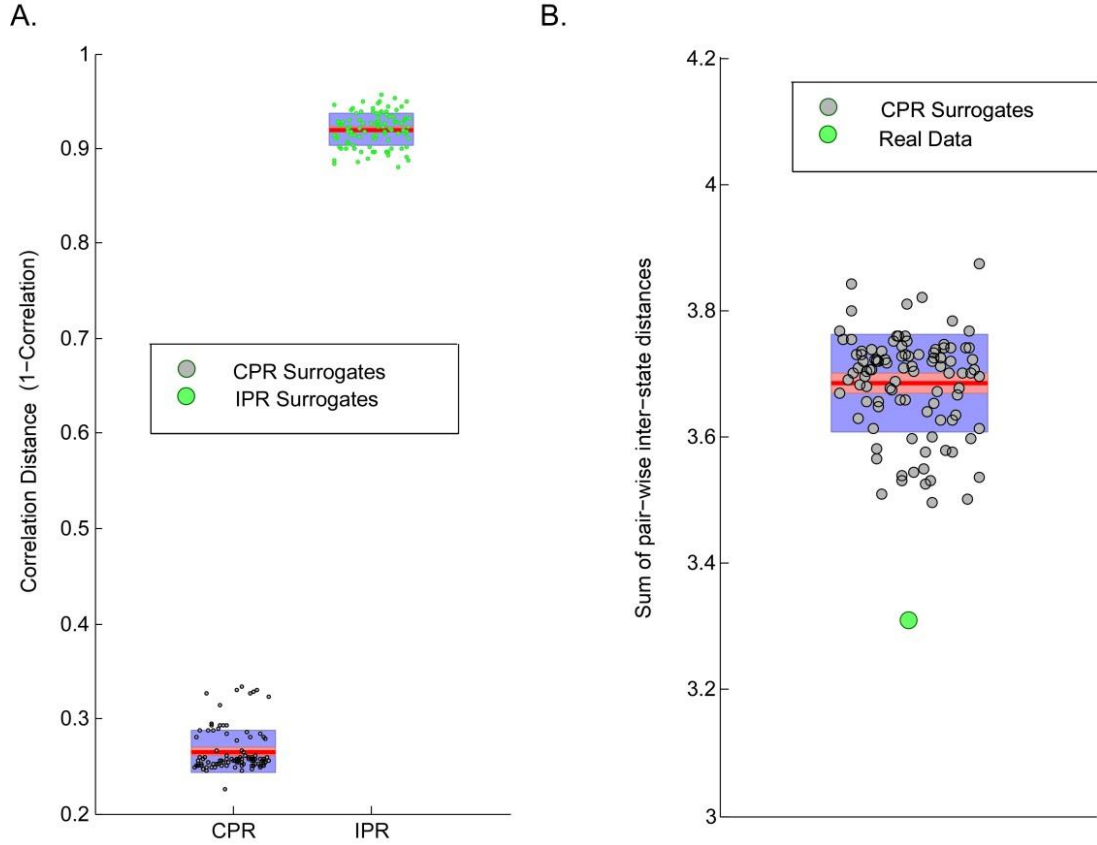 A.
1
0.9
0.8
0.7
0.6
0.5
0.4
0.3
0.2
Correlation Distance (1−Correlation)
CPR Surrogates
IPR Surrogates
CPR IPR
B.
4.2
4
3.8
3.6
3.4
3.2
3
Sum of pair−wise inter−state distances
CPR Surrogates
Real Data